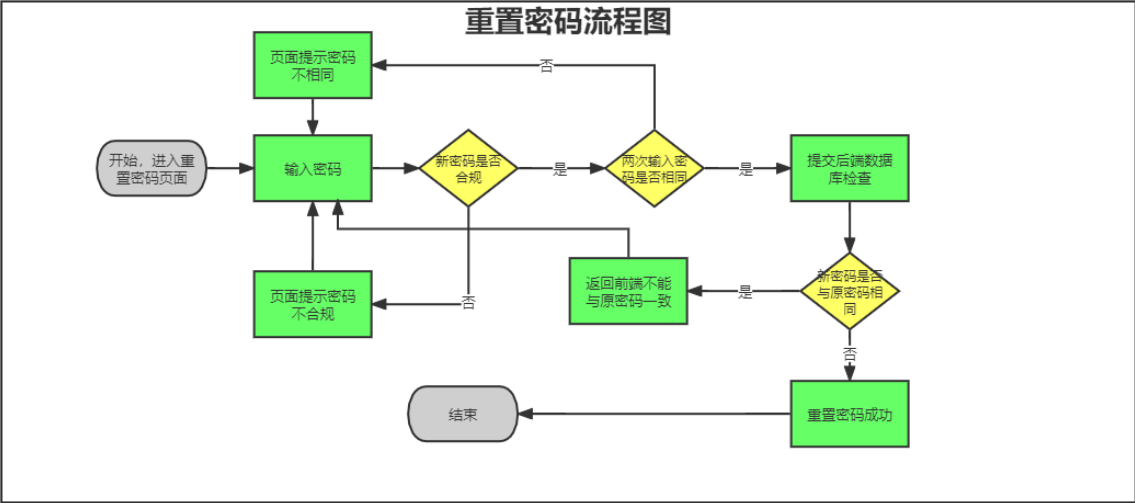 重置密码流程图
页面提示密码
不相同
否
开始，进入重
置密码页面
输入密码
新密码是否
合规
是
两次输入密
码是否相同
是
提交后端数据
库检查
页面提示密码
不合规
否
返回前端不能
与原密码一致
是
新密码是否
与原密码相
同
否
结束
重置密码成功